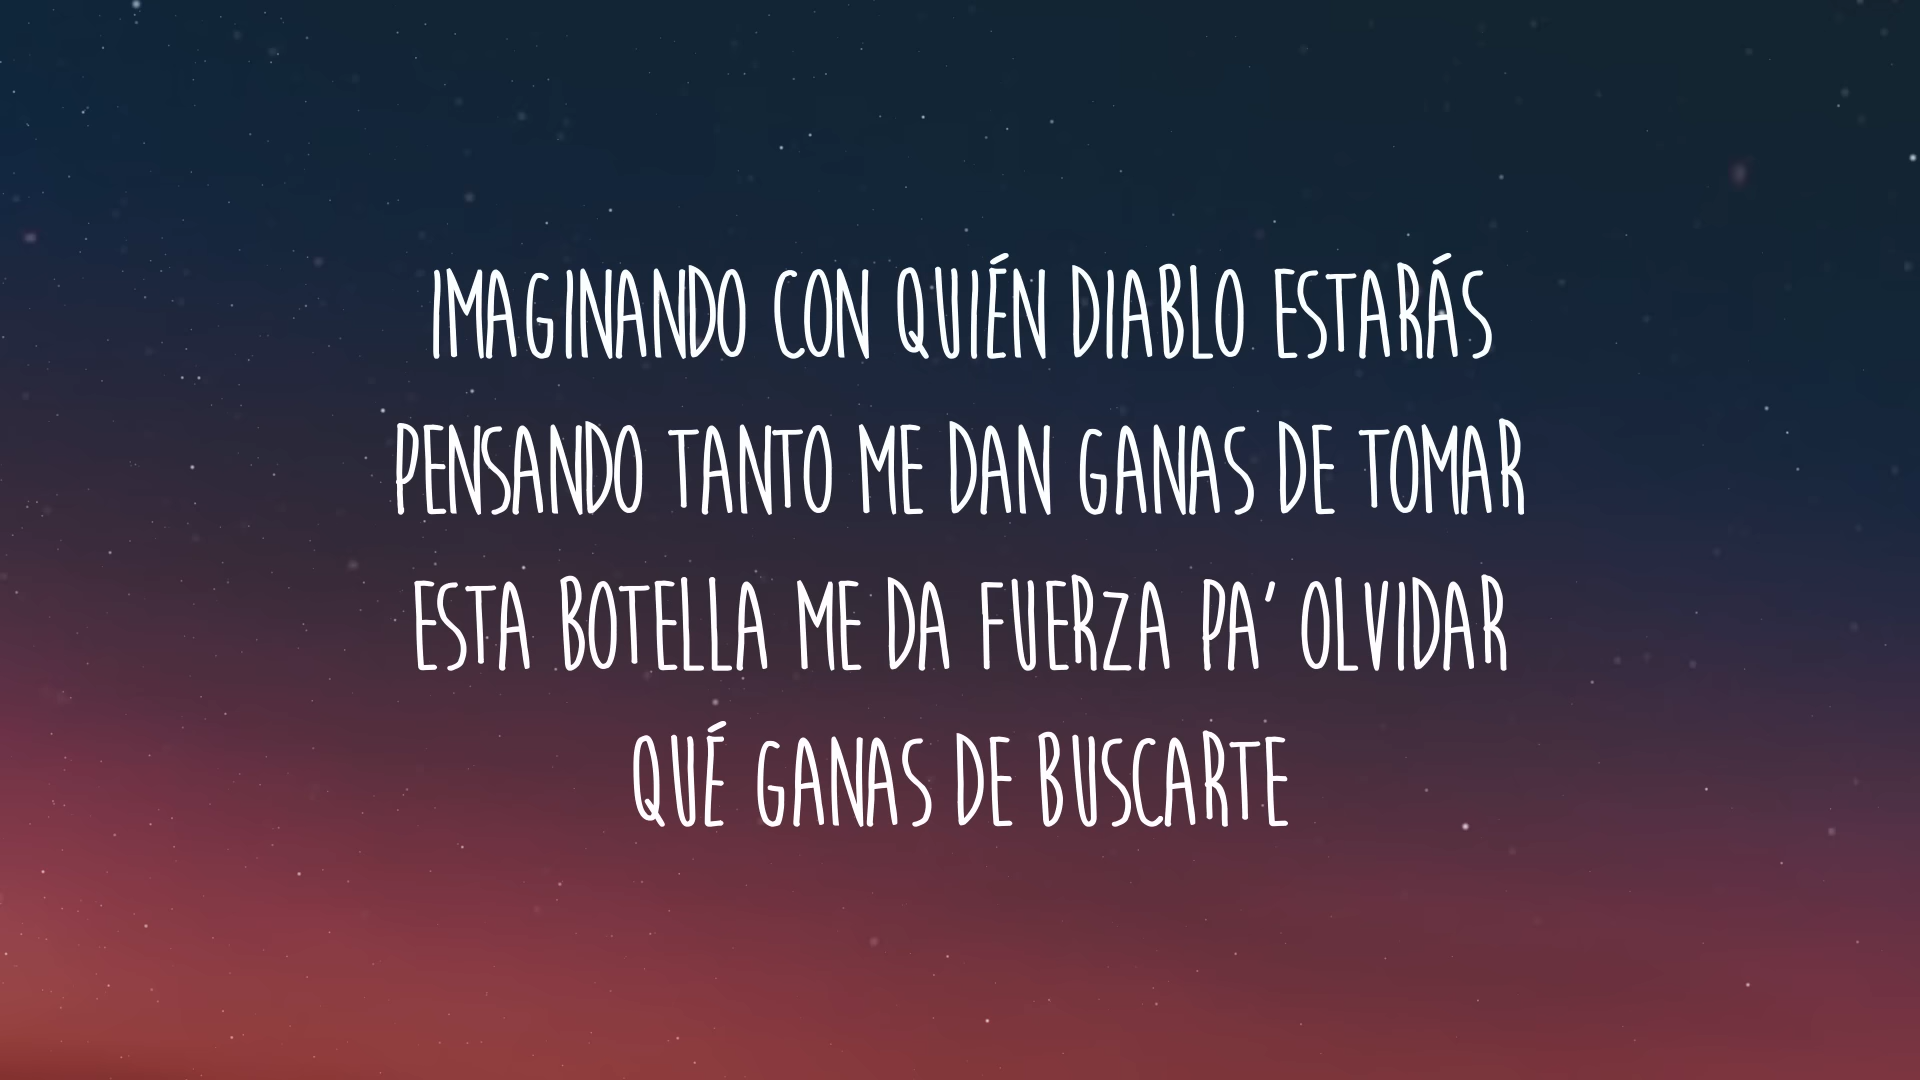 IMAGINANDO CON QUIÉN DIABLO ESTARÁS
PENSANDO TANTO ME DAN GANAS DE TOMAR
ESTA BOTELLA ME DA FUERZA PA' OLVIDAR
QUÉ GANAS DE BUSCARTE